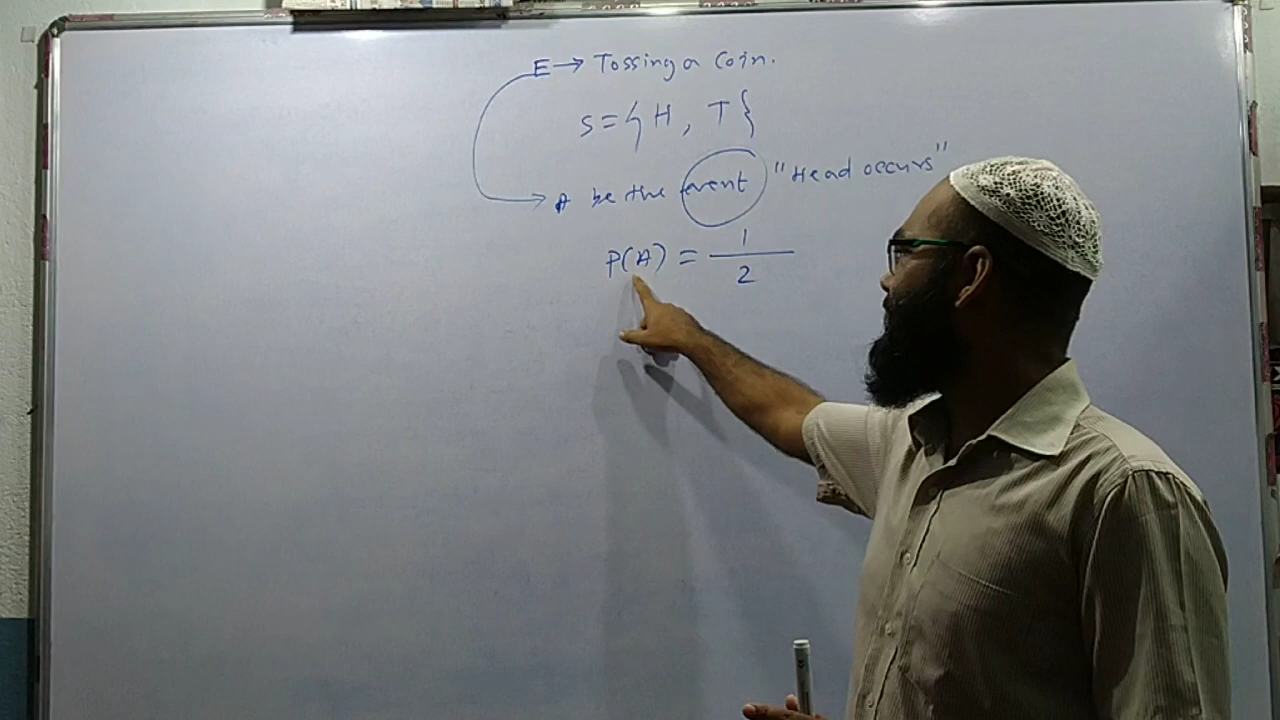 E → Tossing a Coin.
S = { H, T }
A be the event "Head occurs"
P(A) = 1/2